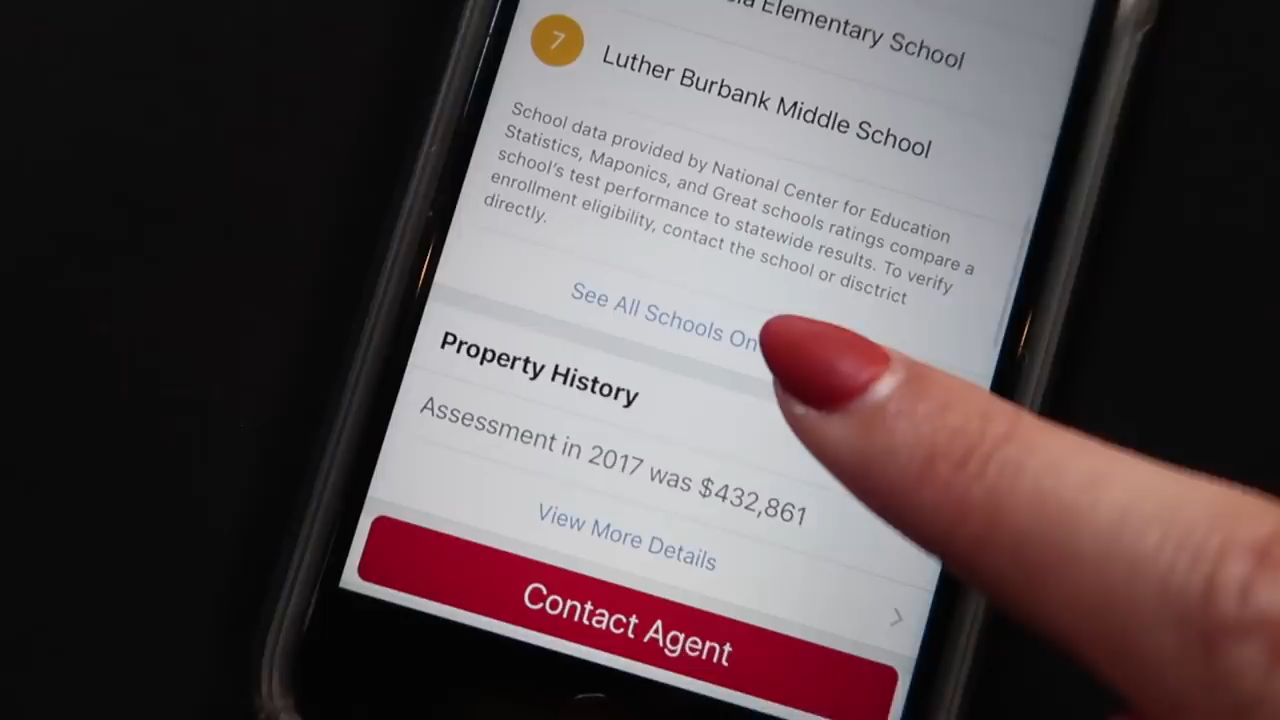 Elementary School
7
Luther Burbank Middle School
School data provided by National Center for Education
Statistics, Maponics, and Great schools ratings compare a
school's test performance to statewide results. To verify
enrollment eligibility, contact the school or disctrict
directly.
See All Schools On
Property History
Assessment in 2017 was $432,861
View More Details
Contact Agent